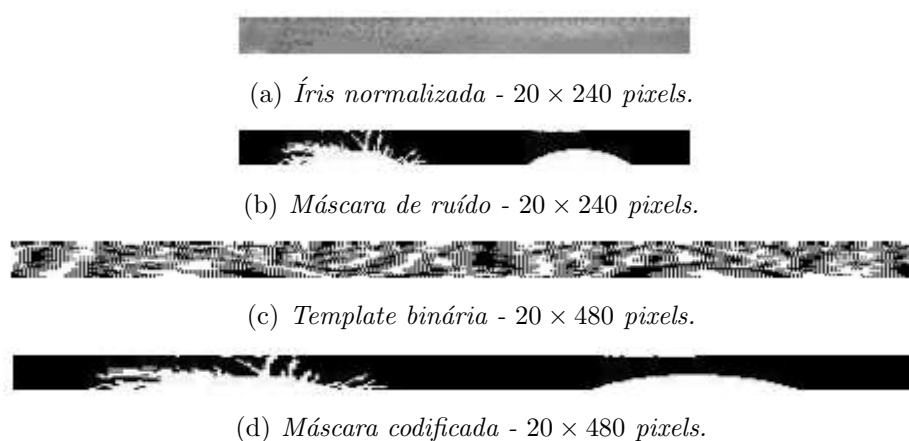 (a) Íris normalizada - 20 × 240 pixels.
(b) Máscara de ruído - 20 × 240 pixels.
(c) Template binária - 20 × 480 pixels.
(d) Máscara codificada - 20 × 480 pixels.